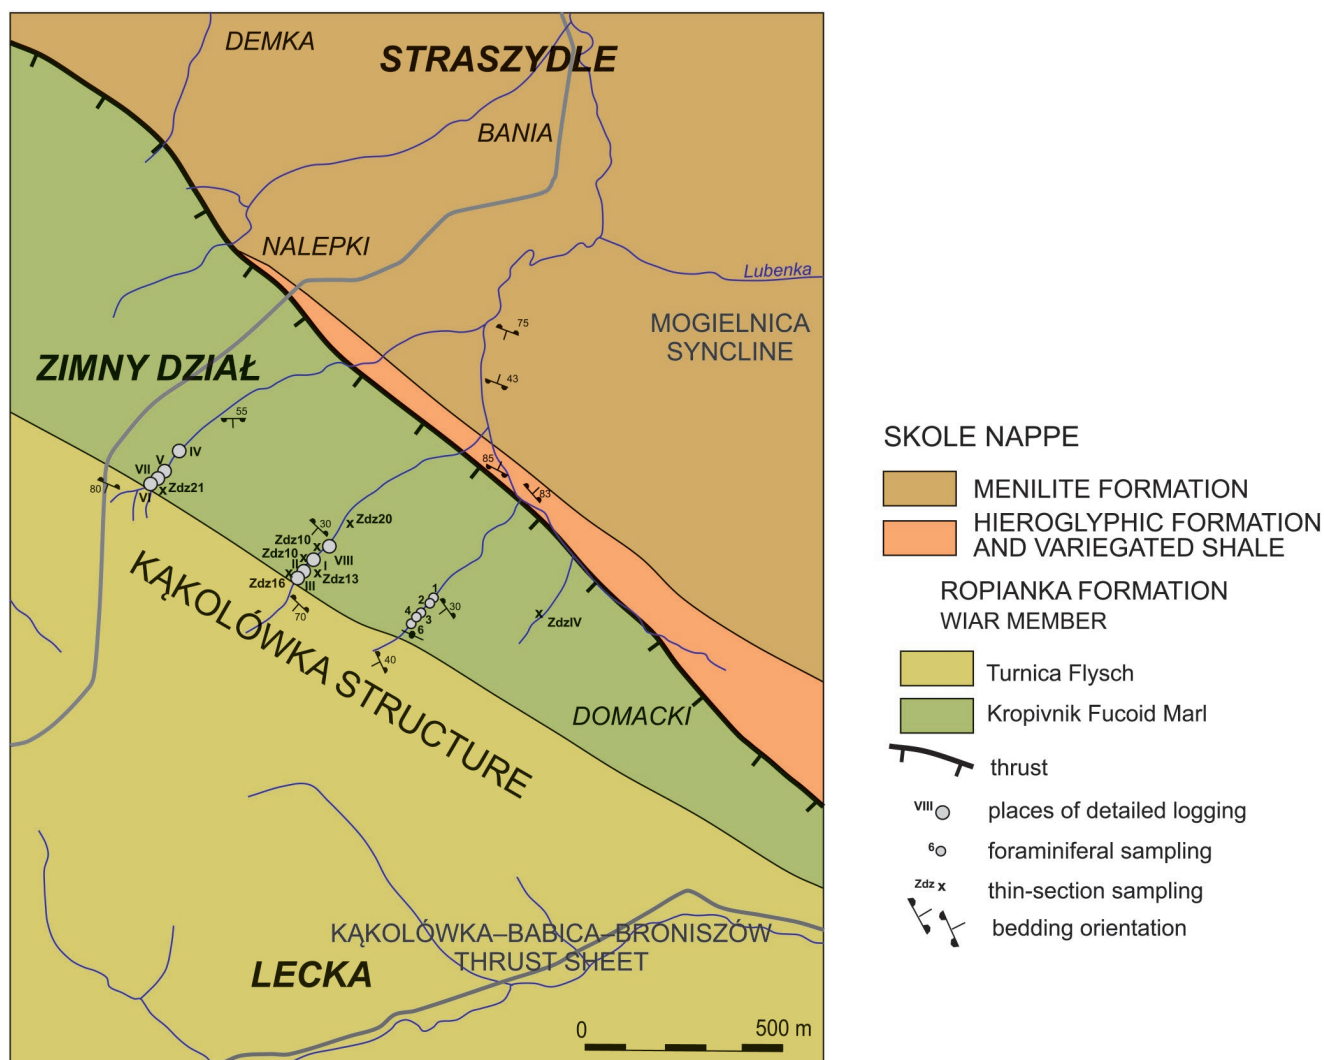 DEMKA
STRASZYDLE
BANIA
NALEPKI
Lubenka
MOGIELNICA
SYNCLINE
75
43
ZIMNY DZIAŁ
55
IV
V
VII
VI
Zdz21
80
85
83
30
Zdz20
Zdz10
Zdz10
VIII
II
I
Zdz16
Zdz13
III
70
1
2
30
4
3
6
40
ZdzIV
KĄKOLÓWKA STRUCTURE
DOMACKI
KĄKOLÓWKA–BABICA–BRONISZÓW
THRUST SHEET
LECKA
0
500 m
SKOLE NAPPE
MENILITE FORMATION
HIEROGLYPHIC FORMATION
AND VARIEGATED SHALE
ROPIANKA FORMATION
WIAR MEMBER
Turnica Flysch
Kropivnik Fucoid Marl
thrust
VIII
places of detailed logging
6
foraminiferal sampling
Zdz x
thin-section sampling
bedding orientation